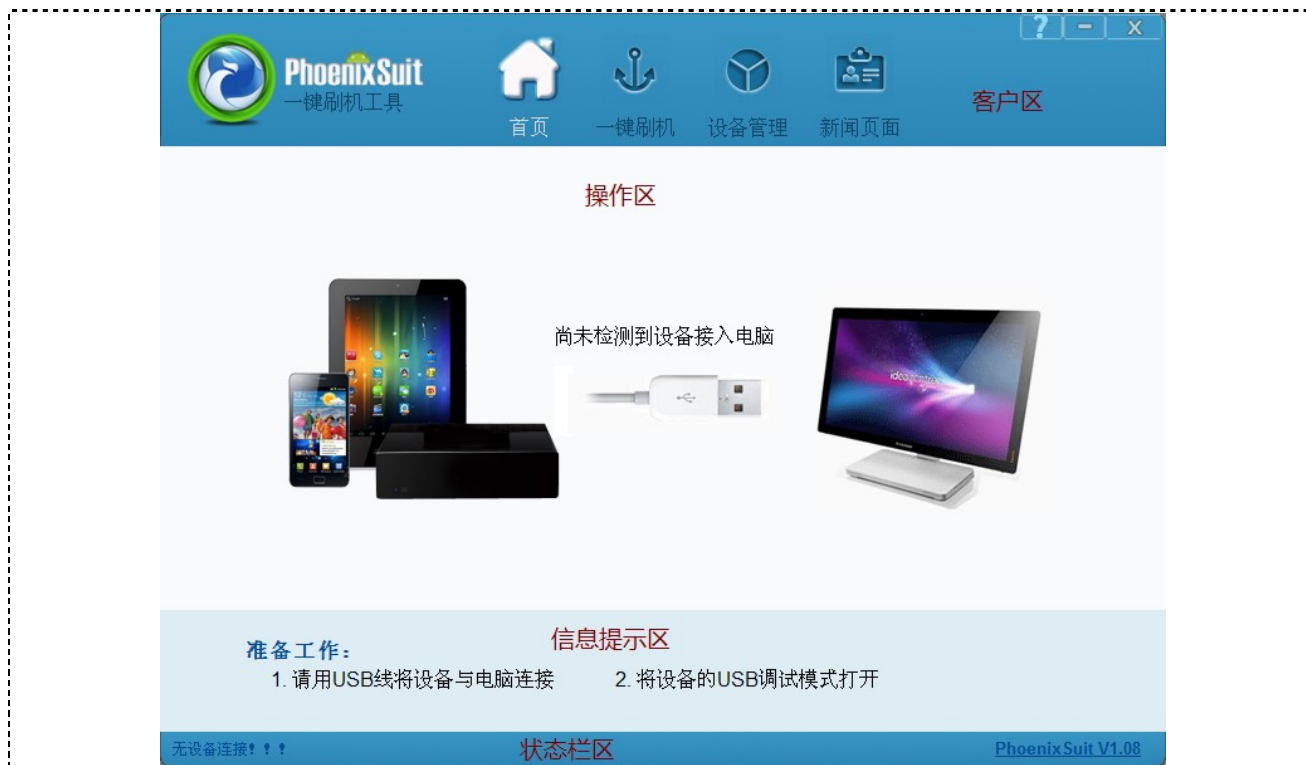 ? － x
PhoenixSuit
一键刷机工具
客户区
首页 一键刷机 设备管理 新闻页面
操作区
尚未检测到设备接入电脑
信息提示区
准备工作：
1. 请用USB线将设备与电脑连接 2. 将设备的USB调试模式打开
无设备连接！！！ 状态栏区 PhoenixSuit V1.08